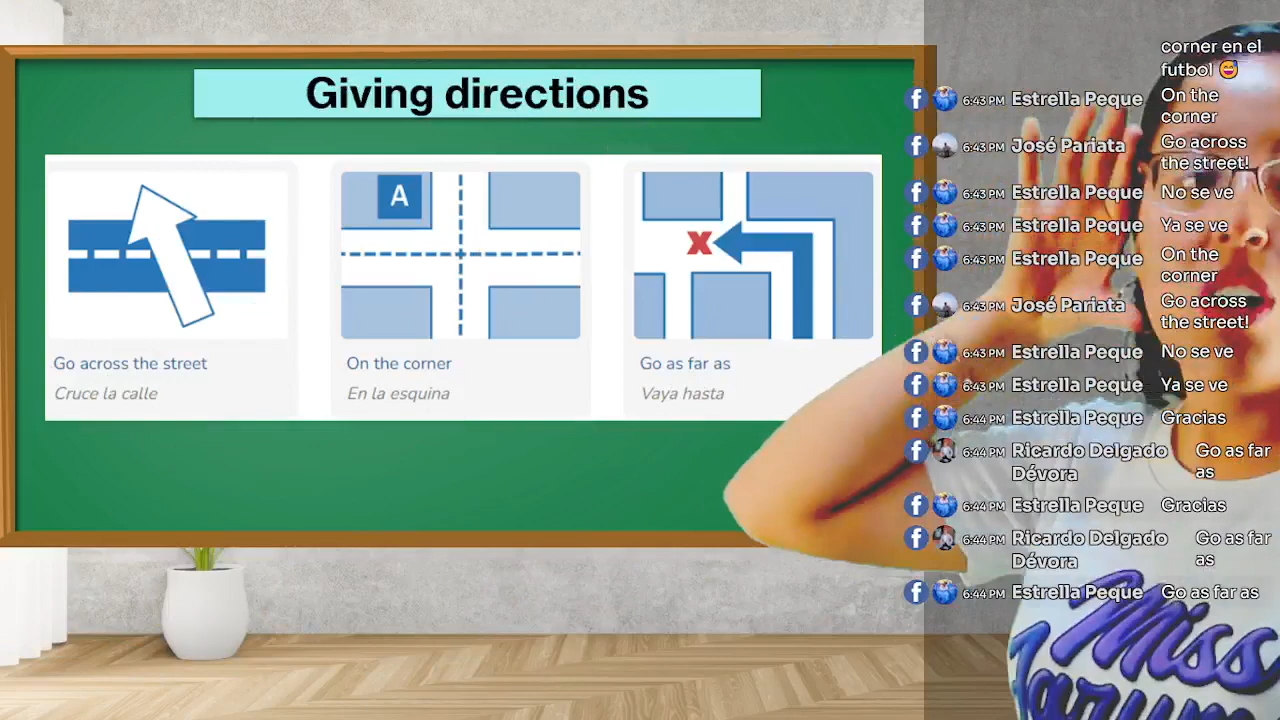 Giving directions
A
Go across the street
Cruce la calle
On the corner
En la esquina
X
Go as far as
Vaya hasta
corner en el
futbol 😅
6:43 PM Estrella Peque On the
corner
6:43 PM José Pariata Go across
the street!
6:43 PM Estrella Peque No se ve
6:43 PM Estrella Peque Ya se ve
6:43 PM Estrella Peque On the
corner
6:43 PM José Pariata Go across
the street!
6:43 PM Estrella Peque No se ve
6:43 PM Estrella Peque Ya se ve
6:44 PM Estrella Peque Gracias
6:44 PM Ricardo Delgado Dévora Go as far
as
6:44 PM Estrella Peque Gracias
6:44 PM Ricardo Delgado Dévora Go as far
as
6:44 PM Estrella Peque Go as far as
Miss